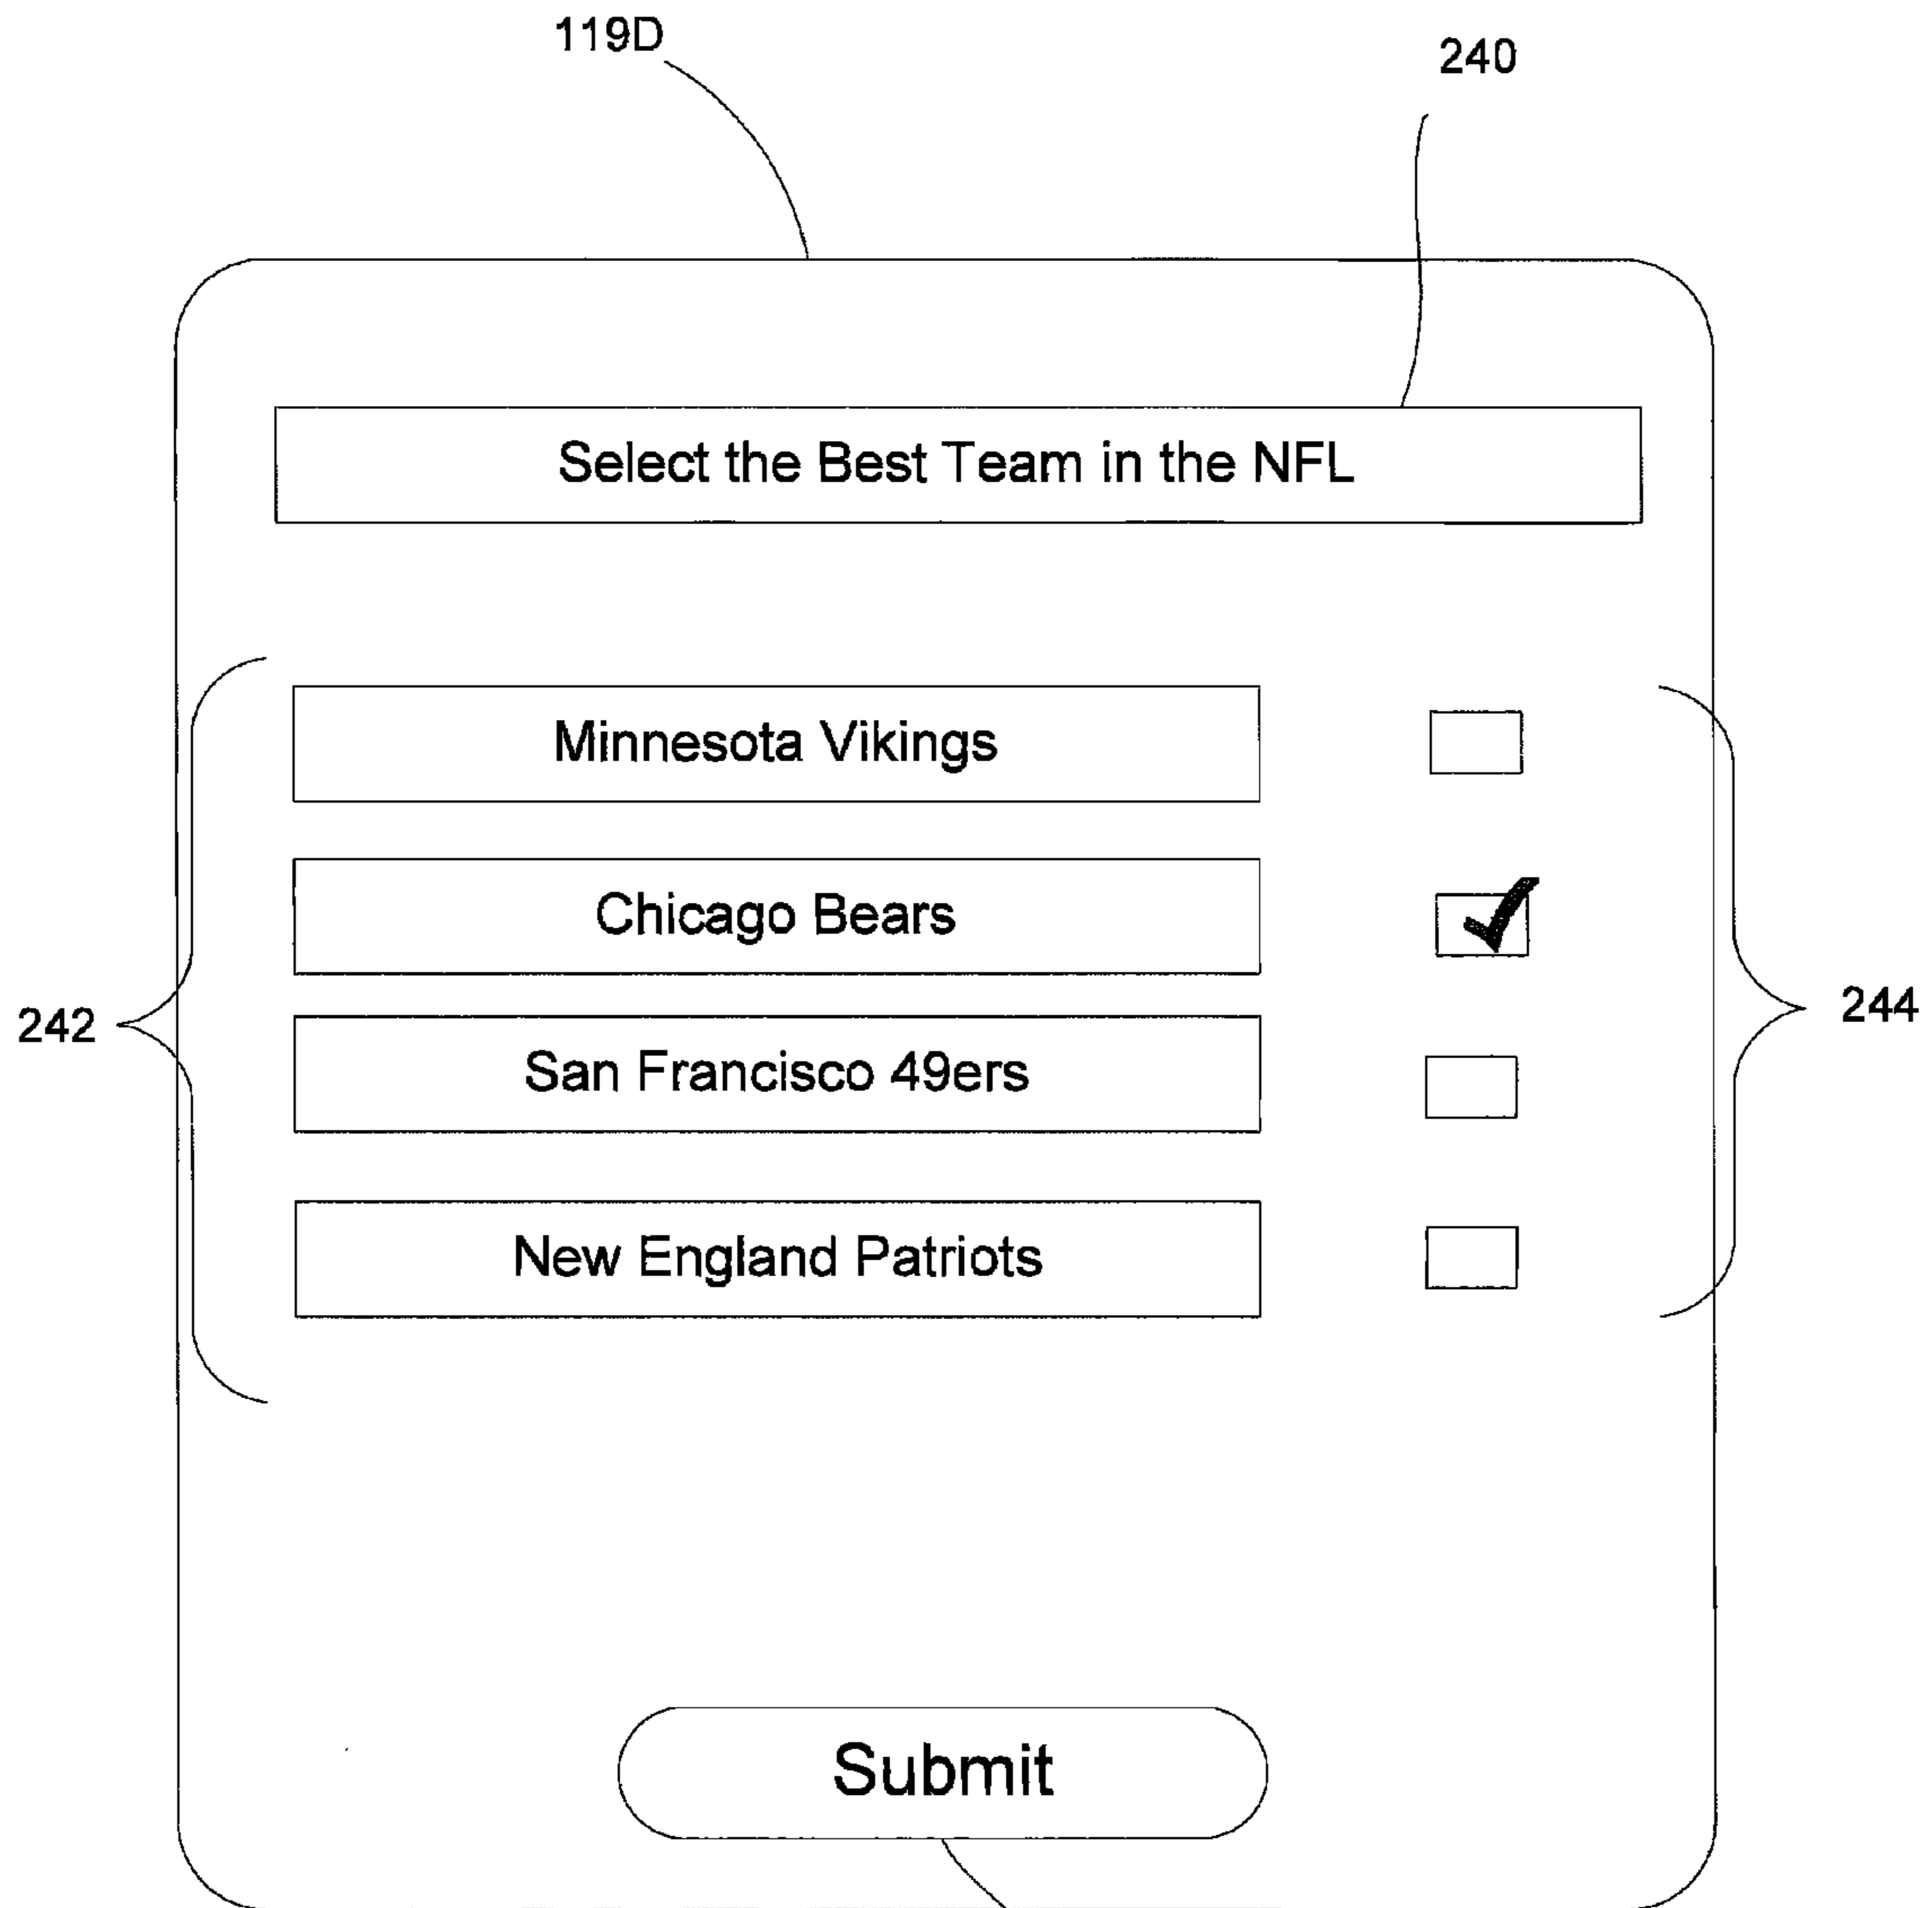 119D
240
Select the Best Team in the NFL
Minnesota Vikings
Chicago Bears
242
244
San Francisco 49ers
New England Patriots
Submit